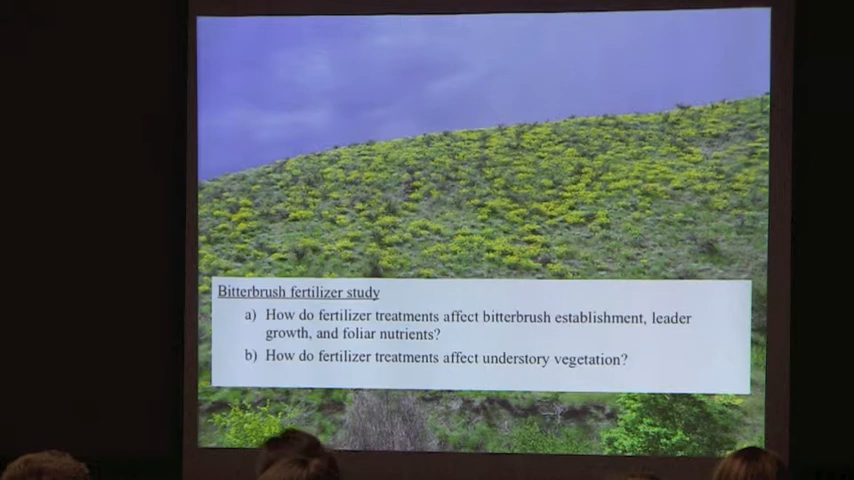 Bitterbrush fertilizer study
a) How do fertilizer treatments affect bitterbrush establishment, leader
growth, and foliar nutrients?
b) How do fertilizer treatments affect understory vegetation?